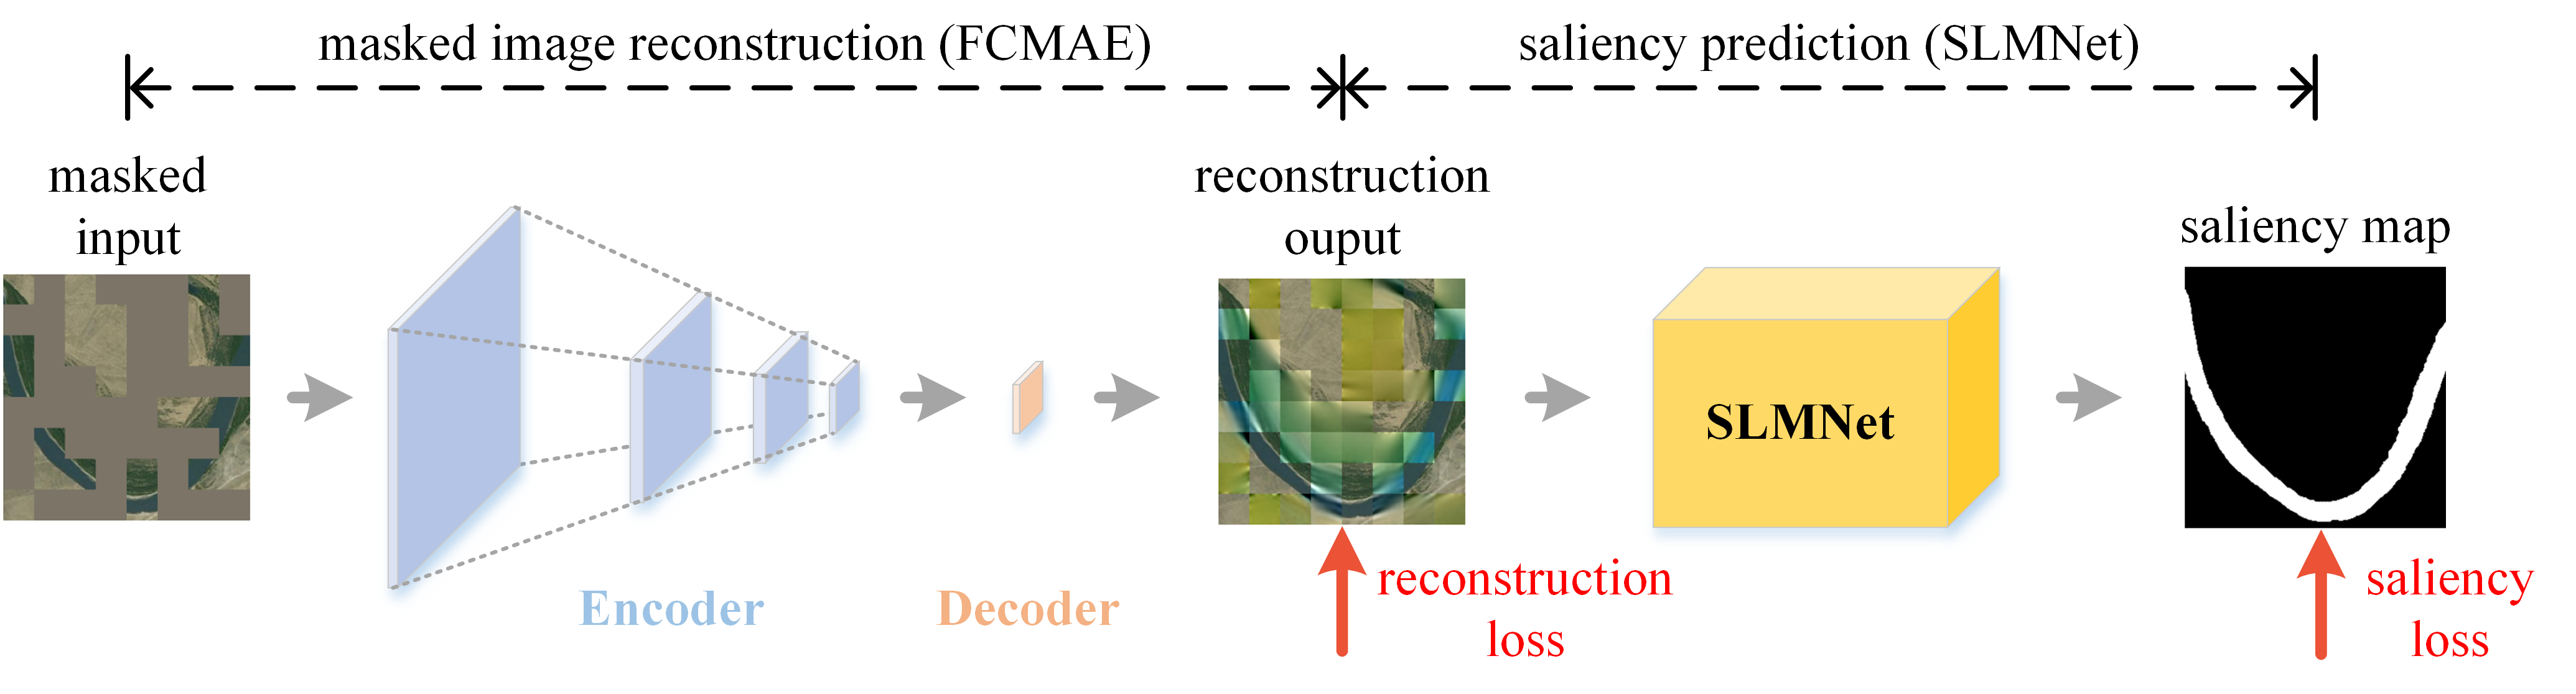 masked image reconstruction (FCMAE)
saliency prediction (SLMNet)
masked
input
reconstruction
ouput
saliency map
SLMNet
Encoder
Decoder
reconstruction
loss
saliency
loss